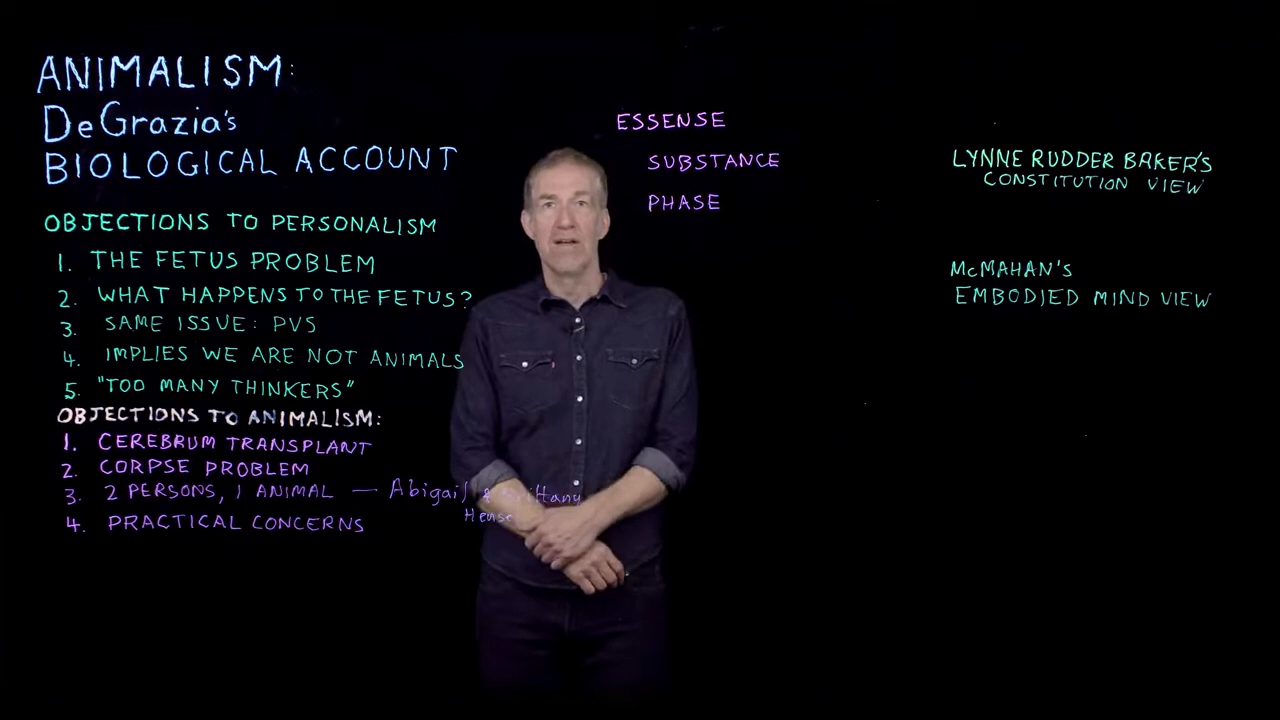 ANIMALISM:
DeGrazia's
BIOLOGICAL ACCOUNT
OBJECTIONS TO PERSONALISM
1. THE FETUS PROBLEM
2. WHAT HAPPENS TO THE FETUS?
3. SAME ISSUE: PVS
4. IMPLIES WE ARE NOT ANIMALS
5. "TOO MANY THINKERS"
OBJECTIONS TO ANIMALISM:
1. CEREBRUM TRANSPLANT
2. CORPSE PROBLEM
3. 2 PERSONS, 1 ANIMAL — Abigail & Brittany
4. PRACTICAL CONCERNS
ESSENSE
SUBSTANCE
PHASE
LYNNE RUDDER BAKER'S
CONSTITUTION VIEW
McMAHAN'S
EMBODIED MIND VIEW